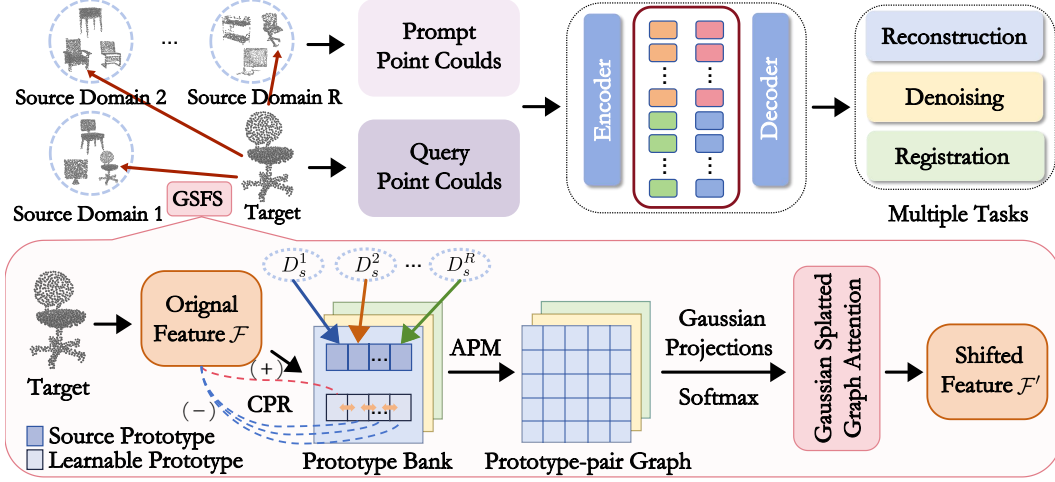 Source Domain 2
...
Source Domain R
Source Domain 1
GSFS
Target
Prompt
Point Coulds
Query
Point Coulds
Encoder
Decoder
Reconstruction
Denoising
Registration
Multiple Tasks
Target
Orignal
Feature F
(+)
(−)
CPR
D_s^1
D_s^2
...
D_s^R
...
...
Source Prototype
Learnable Prototype
Prototype Bank
APM
Prototype-pair Graph
Gaussian
Projections
Softmax
Gaussian Splatted
Graph Attention
Shifted
Feature F′